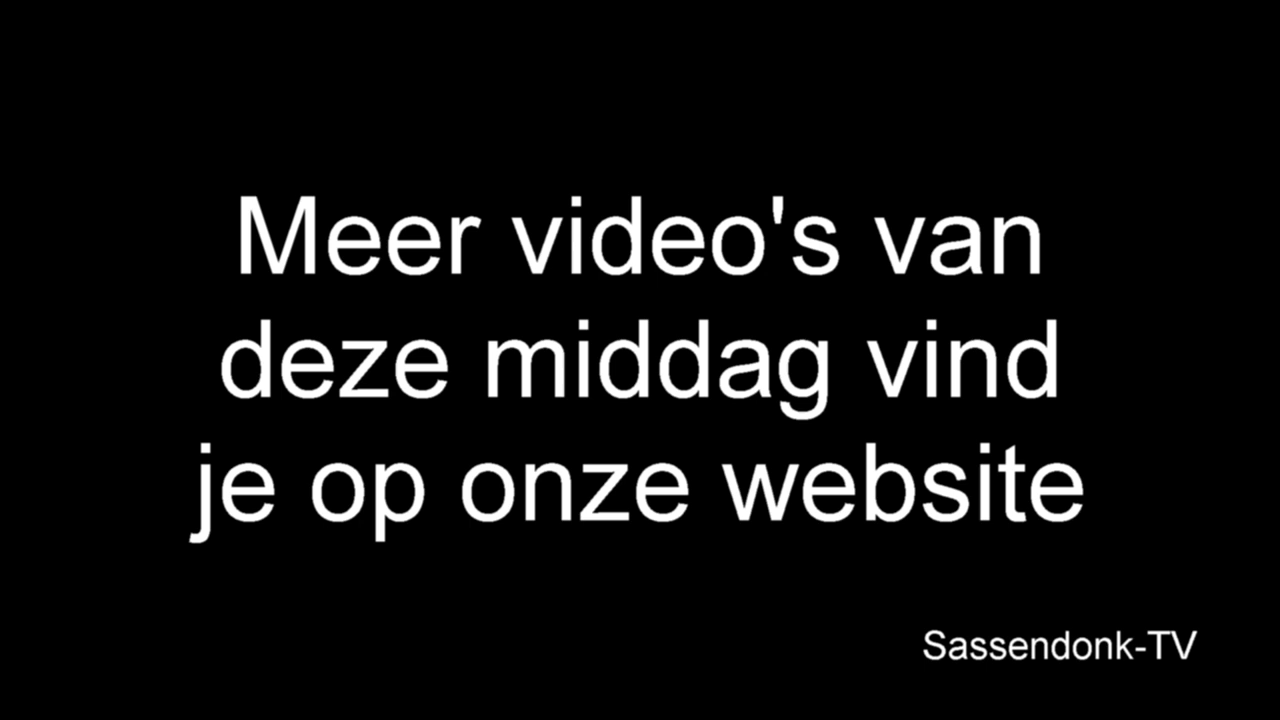 Meer video's van
deze middag vind
je op onze website
Sassendonk-TV